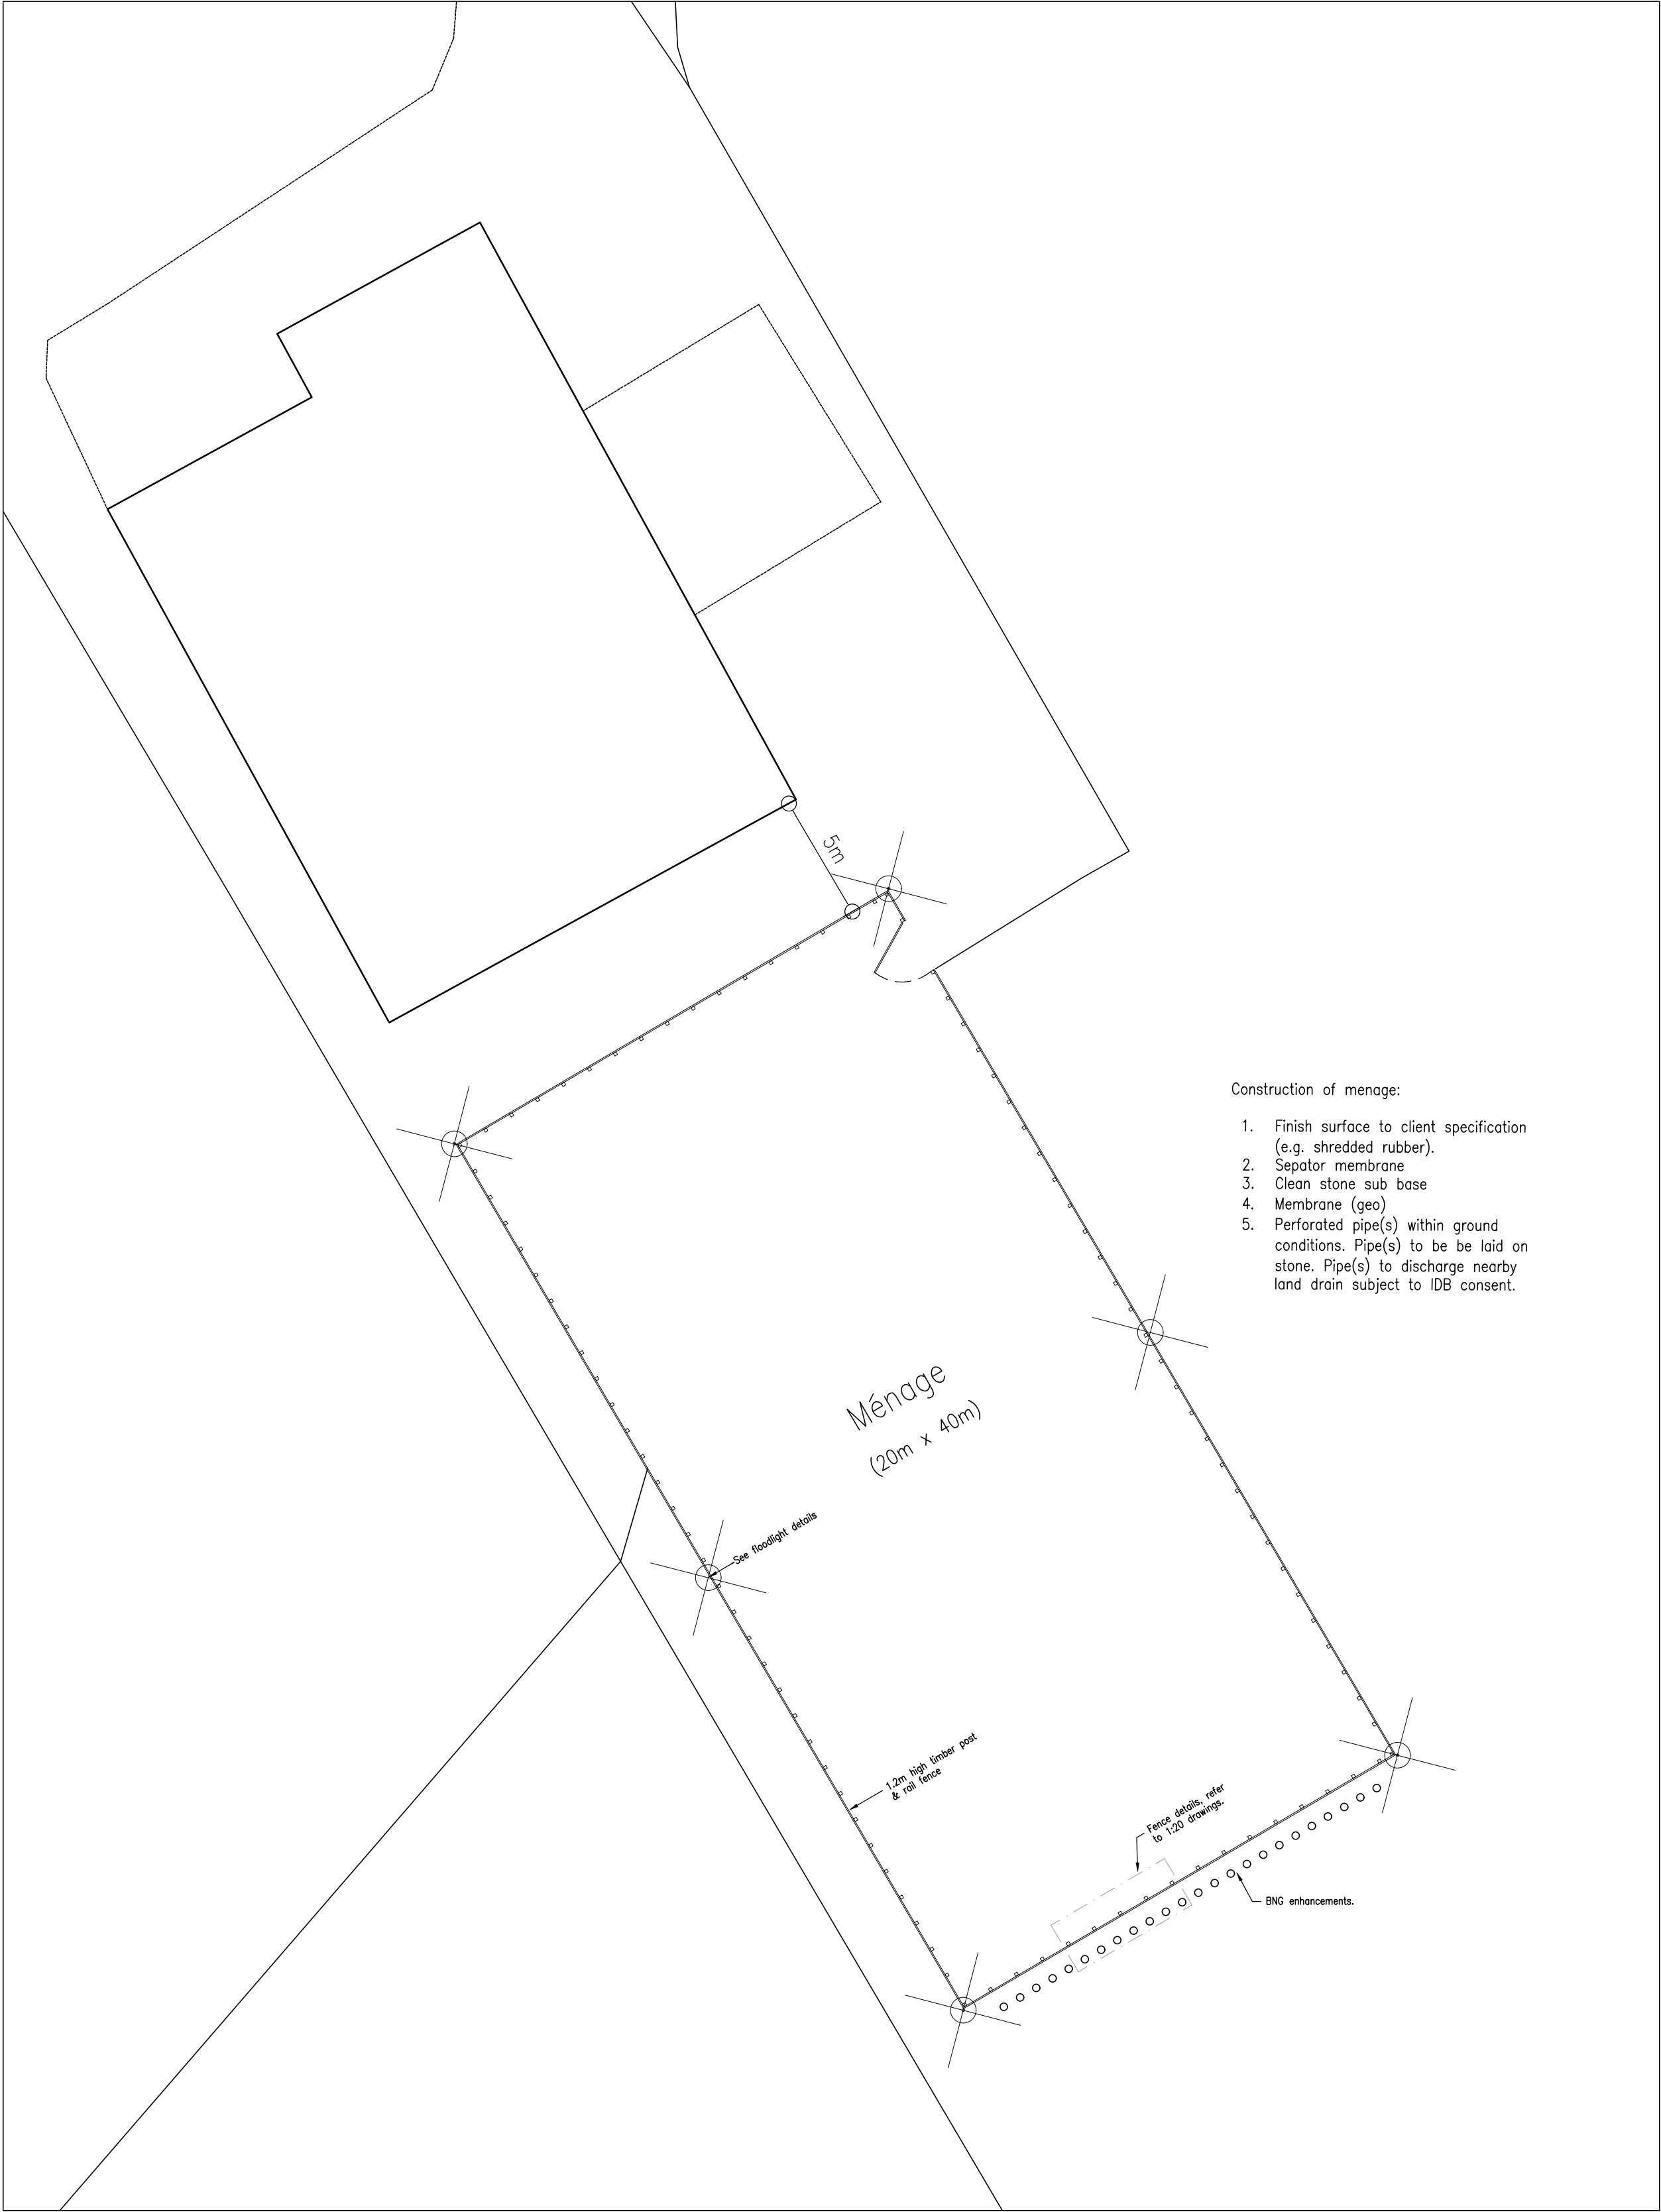 5m
Construction of menage:
1. Finish surface to client specification
(e.g. shredded rubber).
2. Sepator membrane
3. Clean stone sub base
4. Membrane (geo)
5. Perforated pipe(s) within ground
conditions. Pipe(s) to be be laid on
stone. Pipe(s) to discharge nearby
land drain subject to IDB consent.
Ménage
(20m x 40m)
See floodlight details
1.2m high timber post
& rail fence
Fence details, refer
to 1:20 drawings.
BNG enhancements.